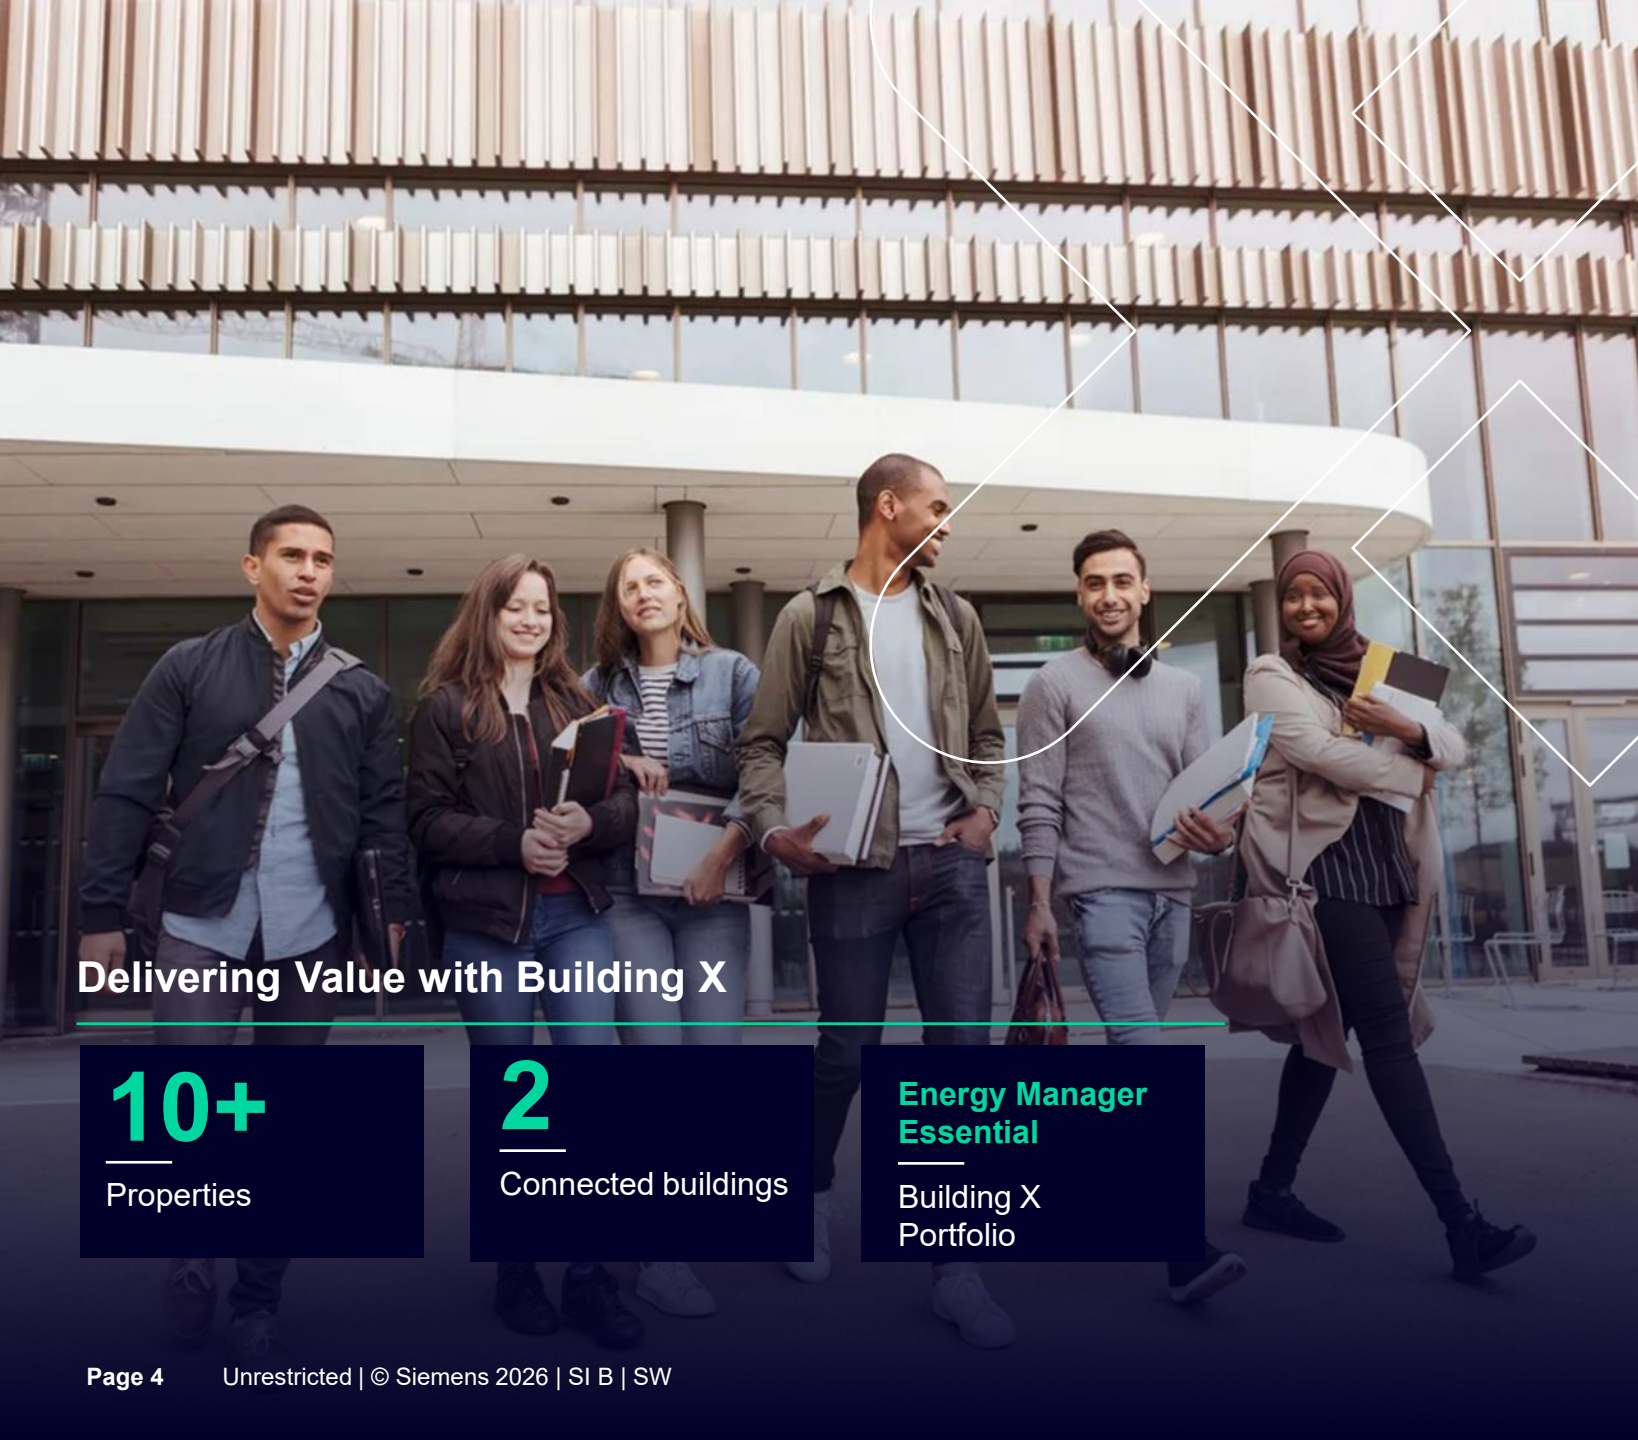 Delivering Value with Building X
10+
Properties
2
Connected buildings
Energy Manager
Essential
Building X
Portfolio
Page 4 Unrestricted | © Siemens 2026 | SI B | SW